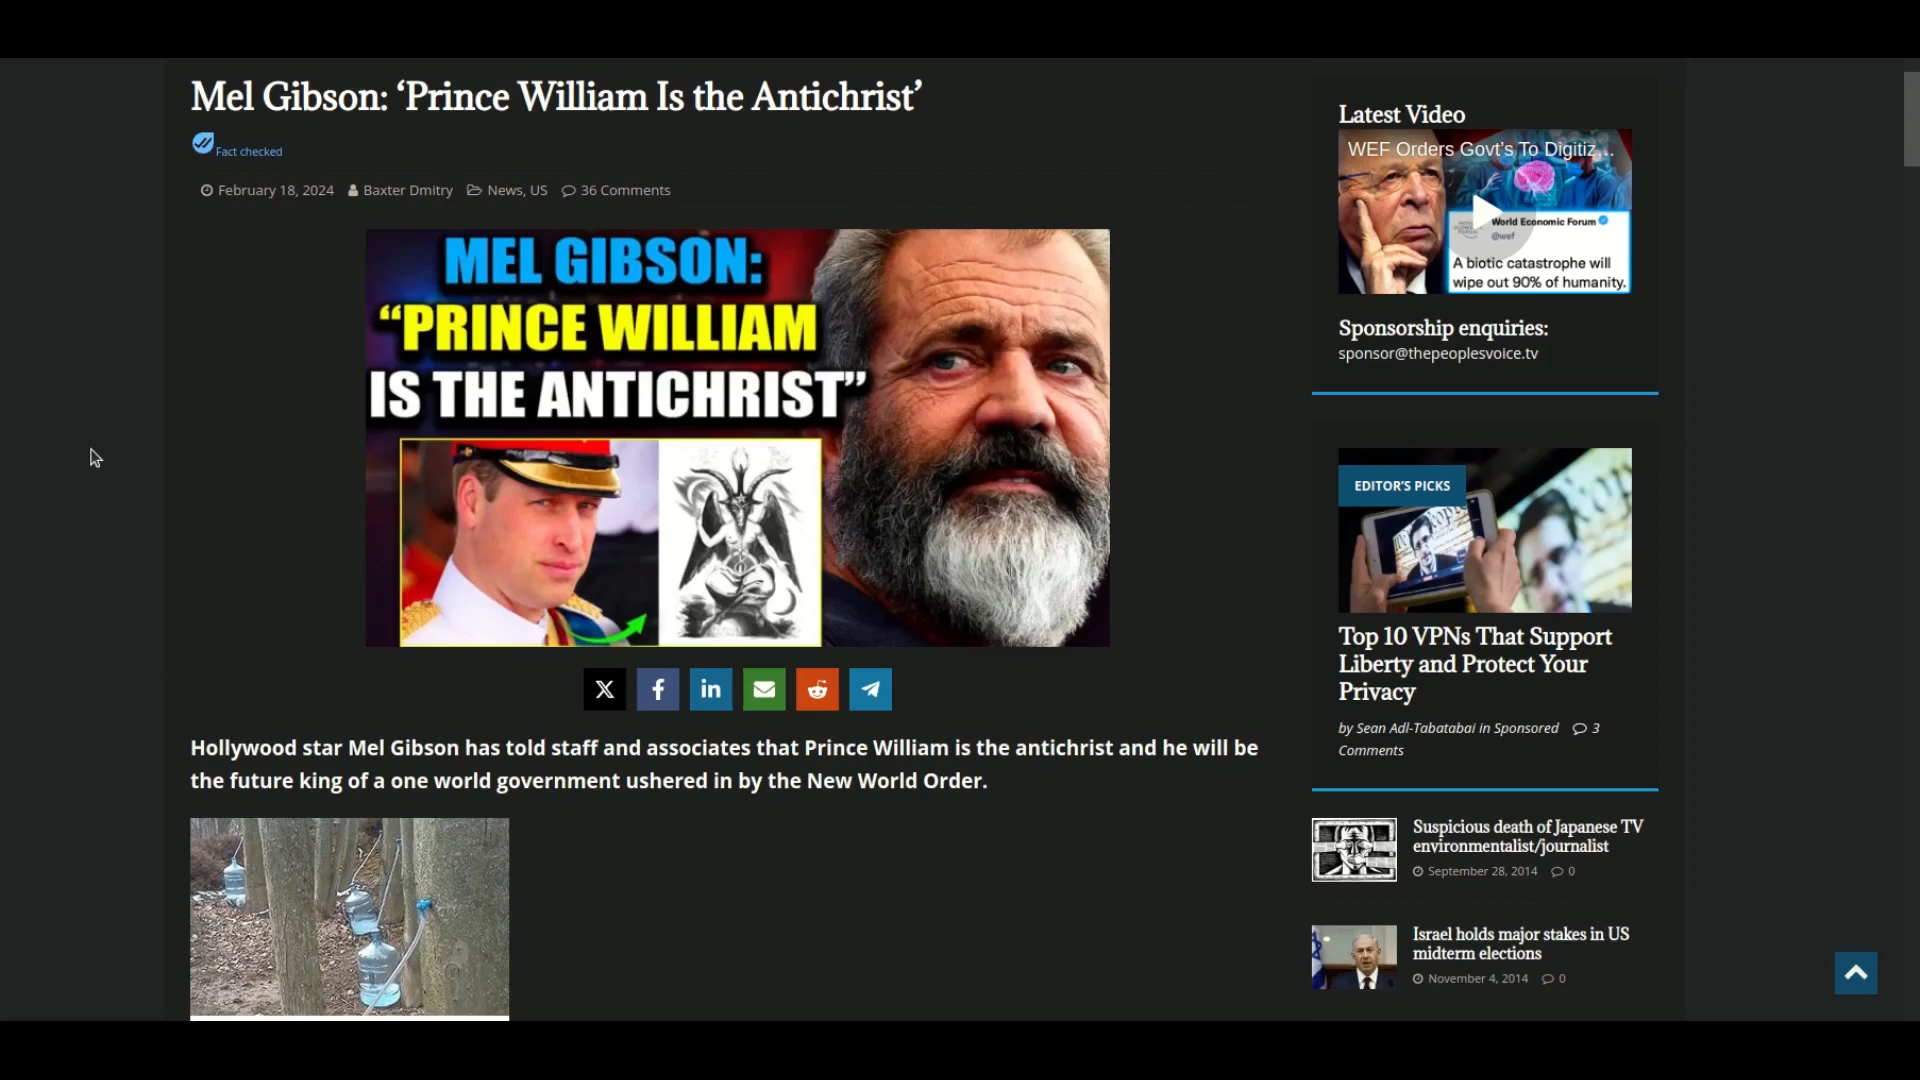 Mel Gibson: ‘Prince William Is the Antichrist’
Fact checked
February 18, 2024 Baxter Dmitry News, US 36 Comments
MEL GIBSON:
“PRINCE WILLIAM
IS THE ANTICHRIST”
Hollywood star Mel Gibson has told staff and associates that Prince William is the antichrist and he will be
the future king of a one world government ushered in by the New World Order.
Latest Video
WEF Orders Govt's To Digitiz...
World Economic Forum
@wef
A biotic catastrophe will
wipe out 90% of humanity.
Sponsorship enquiries:
sponsor@thepeoplesvoice.tv
EDITOR'S PICKS
Top 10 VPNs That Support
Liberty and Protect Your
Privacy
by Sean Adl-Tabatabai in Sponsored 3
Comments
Suspicious death of Japanese TV
environmentalist/journalist
September 28, 2014 0
Israel holds major stakes in US
midterm elections
November 4, 2014 0